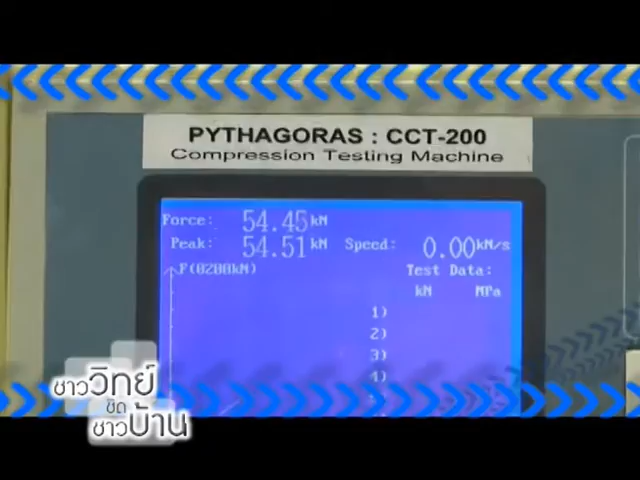 PYTHAGORAS : CCT-200
Compression Testing Machine
Force: 54.45 kN
Peak: 54.51 kN Speed: 0.00 kN/s
F(0200kN) Test Data:
kN MPa
1)
2)
3)
4)
ชาววิทย์
ชิด
ชาวบ้าน